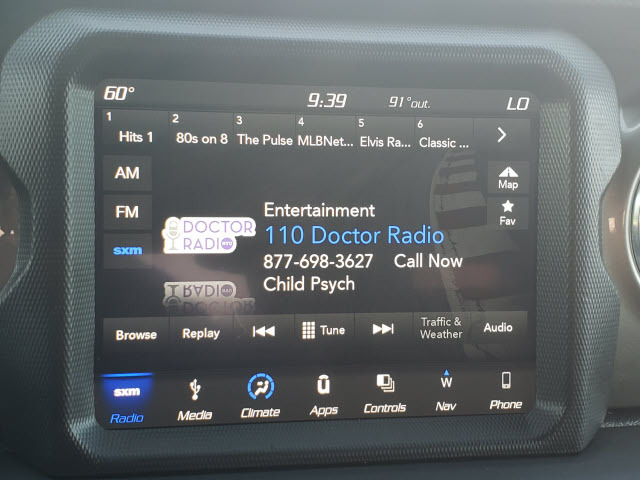 60° 9:39 91°out. LO
1 Hits 1 2 80s on 8 3 The Pulse 4 MLBNet... 5 Elvis Ra... 6 Classic ...
AM
Map
FM
Fav
sxm
DOCTOR
RADIO
Entertainment
110 Doctor Radio
877-698-3627 Call Now
Child Psych
Browse Replay Tune Traffic & Weather Audio
sxm W
Radio Media Climate Apps Controls Nav Phone